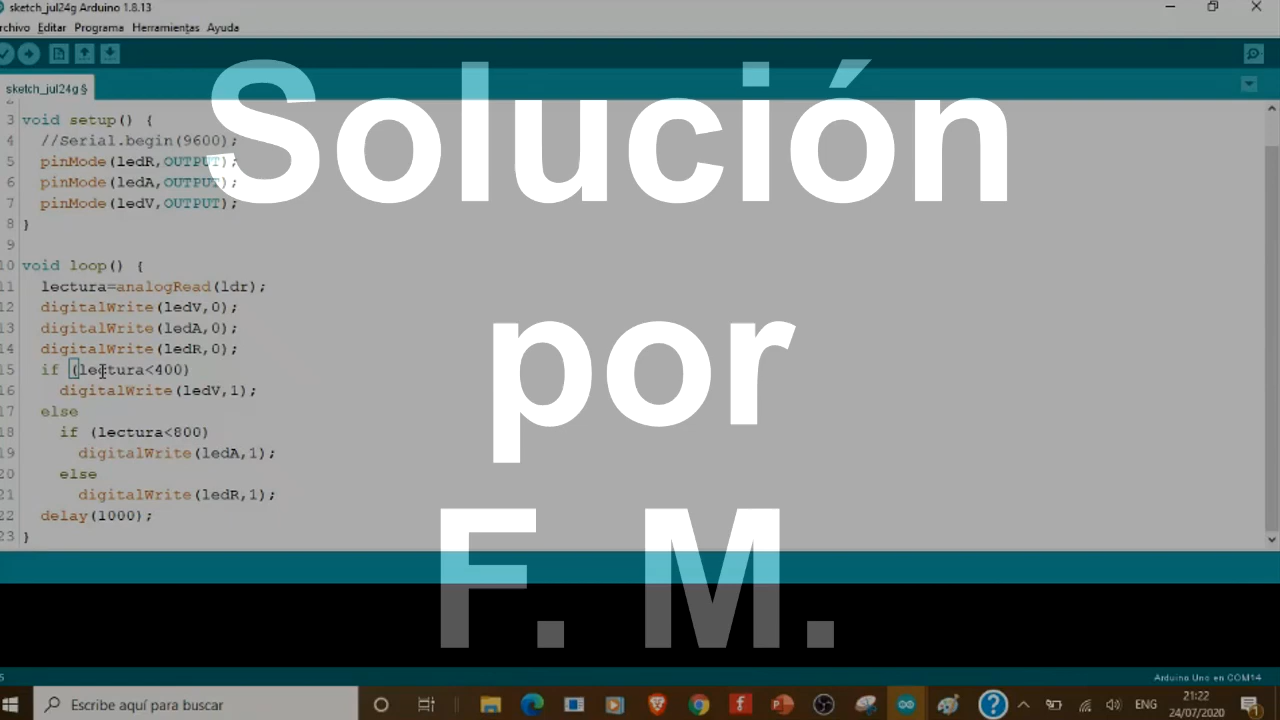 sketch_jul24g Arduino 1.8.13
rchivo Editar Programa Herramientas Ayuda
sketch_jul24g §
Solución
por
F. M.
3 void setup() {
4 //Serial.begin(9600);
5 pinMode(ledR,OUTPUT);
6 pinMode(ledA,OUTPUT);
7 pinMode(ledV,OUTPUT);
8 }
9
10 void loop() {
11 lectura=analogRead(ldr);
12 digitalWrite(ledV,0);
13 digitalWrite(ledA,0);
14 digitalWrite(ledR,0);
15 if (lectura<400)
16 digitalWrite(ledV,1);
17 else
18 if (lectura<800)
19 digitalWrite(ledA,1);
20 else
21 digitalWrite(ledR,1);
22 delay(1000);
23 }
Arduino Uno en COM14
Escribe aquí para buscar
ENG
21:22
24/07/2020